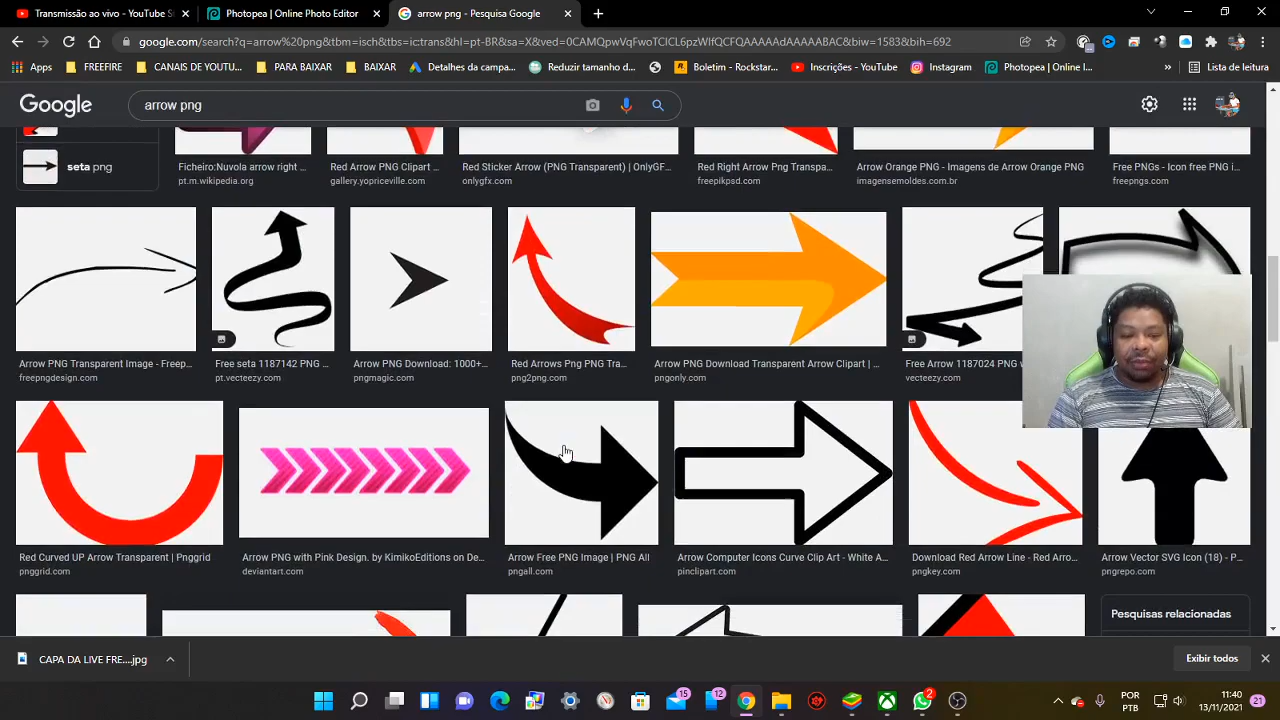 Transmissão ao vivo - YouTube S
Photopea | Online Photo Editor
arrow png - Pesquisa Google
google.com/search?q=arrow%20png&tbm=isch&tbs=ic:trans&hl=pt-BR&sa=X&ved=0CAMQpwVqFwoTCICL6pzWlfQCFQAAAAAdAAAAABAC&biw=1583&bih=692
Apps
FREEFIRE
CANAIS DE YOUTU...
PARA BAIXAR
BAIXAR
Detalhes da campa...
Reduzir tamanho d...
Boletim - Rockstar...
Inscrições - YouTube
Instagram
Photopea | Online I...
»
Lista de leitura
Google
arrow png
seta png
Ficheiro:Nuvola arrow right ...
pt.m.wikipedia.org
Red Arrow PNG Clipart ...
gallery.yopriceville.com
Red Sticker Arrow (PNG Transparent) | OnlyGF...
onlygfx.com
Red Right Arrow Png Transpa...
freepikpsd.com
Arrow Orange PNG - Imagens de Arrow Orange PNG
imagensemoldes.com.br
Free PNGs - Icon free PNG i...
freepngs.com
Arrow PNG Transparent Image - Freep...
freepngdesign.com
Free seta 1187142 PNG ...
pt.vecteezy.com
Arrow PNG Download: 1000+...
pngmagic.com
Red Arrows Png PNG Tra...
png2png.com
Arrow PNG Download Transparent Arrow Clipart | ...
pngonly.com
Free Arrow 1187024 PNG w
vecteezy.com
Red Curved UP Arrow Transparent | Pnggrid
pnggrid.com
Arrow PNG with Pink Design. by KimikoEditions on De...
deviantart.com
Arrow Free PNG Image | PNG All
pngall.com
Arrow Computer Icons Curve Clip Art - White A...
pinclipart.com
Download Red Arrow Line - Red Arro...
pngkey.com
Arrow Vector SVG Icon (18) - P...
pngrepo.com
Pesquisas relacionadas
CAPA DA LIVE FRE....jpg
Exibir todos
15
12
2
POR
PTB
11:40
13/11/2021
21